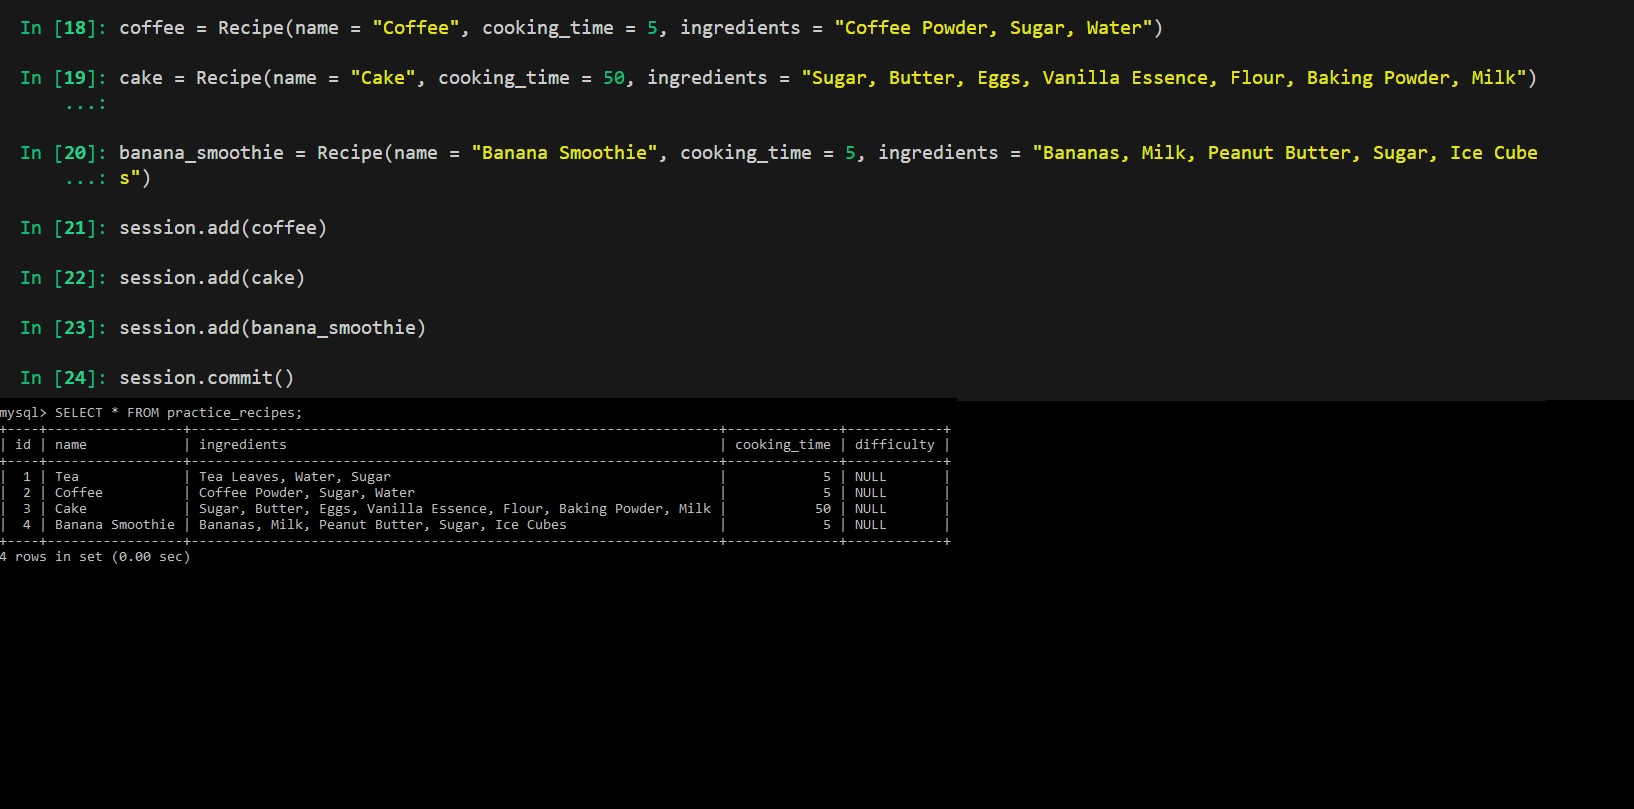 In [18]: coffee = Recipe(name = "Coffee", cooking_time = 5, ingredients = "Coffee Powder, Sugar, Water")
In [19]: cake = Recipe(name = "Cake", cooking_time = 50, ingredients = "Sugar, Butter, Eggs, Vanilla Essence, Flour, Baking Powder, Milk")
    ...:
In [20]: banana_smoothie = Recipe(name = "Banana Smoothie", cooking_time = 5, ingredients = "Bananas, Milk, Peanut Butter, Sugar, Ice Cube
    ...: s")
In [21]: session.add(coffee)
In [22]: session.add(cake)
In [23]: session.add(banana_smoothie)
In [24]: session.commit()
mysql> SELECT * FROM practice_recipes;
+----+-----------------+------------------------------------------------------------------+--------------+------------+
| id | name            | ingredients                                                      | cooking_time | difficulty |
+----+-----------------+------------------------------------------------------------------+--------------+------------+
|  1 | Tea             | Tea Leaves, Water, Sugar                                         |            5 | NULL       |
|  2 | Coffee          | Coffee Powder, Sugar, Water                                      |            5 | NULL       |
|  3 | Cake            | Sugar, Butter, Eggs, Vanilla Essence, Flour, Baking Powder, Milk |           50 | NULL       |
|  4 | Banana Smoothie | Bananas, Milk, Peanut Butter, Sugar, Ice Cubes                   |            5 | NULL       |
+----+-----------------+------------------------------------------------------------------+--------------+------------+
4 rows in set (0.00 sec)